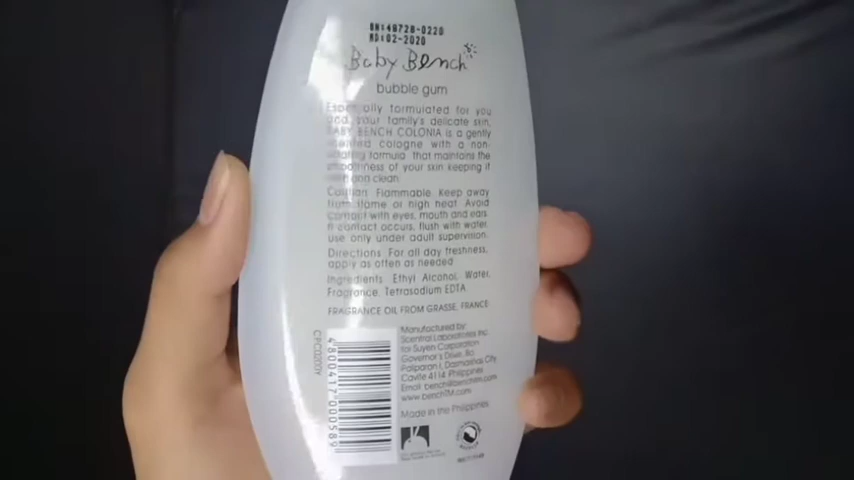 BN:48728-0220
MD:02-2020
Baby Bench
bubble gum
Especially formulated for you
and your family's delicate skin,
BABY BENCH COLONIA is a gently
scented cologne with a non-
formula that maintains the
smoothness of your skin keeping it
and clean.
Caution Flammable. Keep away
from flame or high heat. Avoid
contact with eyes, mouth and ears.
If contact occurs, flush with water.
Use only under adult supervision.
Directions For all day freshness,
apply as often as needed
Ingredients Ethyl Alcohol, Water,
Fragrance, Tetrasodium EDTA
FRAGRANCE OIL FROM GRASSE, FRANCE
CPC0200Y
4800417000589
Manufactured by
Scentral Laboratories Inc.
for Suyen Corporation
Governor's Drive, Bo.
Paliparan I, Dasmariñas City
Cavite 4114 Philippines
Email: bench@benchtm.com
www.benchTM.com
Made in the Philippines